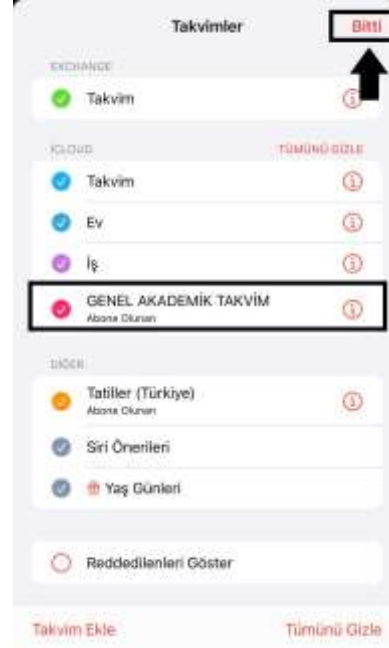 Takvimler
Bitti
EXCHANGE
Takvim
ICLOUD
TÜMÜNÜ GİZLE
Takvim
Ev
İş
GENEL AKADEMİK TAKVİM
Abone Olunan
DİĞER
Tatiller (Türkiye)
Abone Olunan
Siri Önerileri
Yaş Günleri
Reddedilenleri Göster
Takvim Ekle
Tümünü Gizle